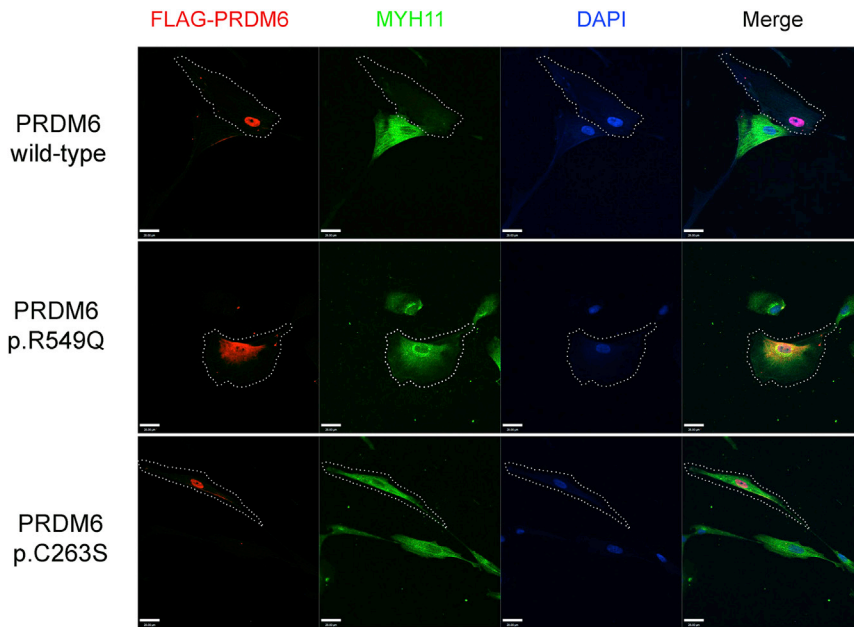 FLAG-PRDM6 MYH11 DAPI Merge
PRDM6
wild-type
PRDM6
p.R549Q
PRDM6
p.C263S